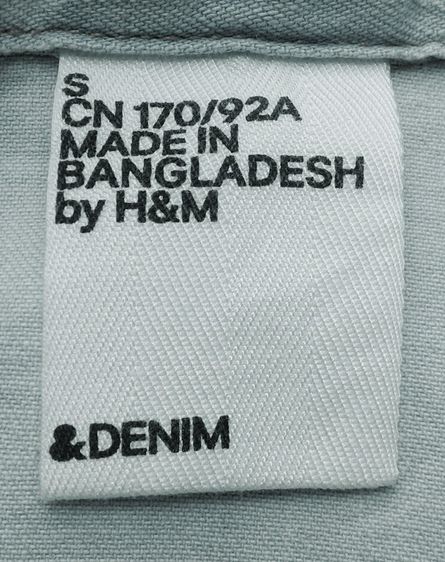 S
CN 170/92A
MADE IN
BANGLADESH
by H&M
&DENIM